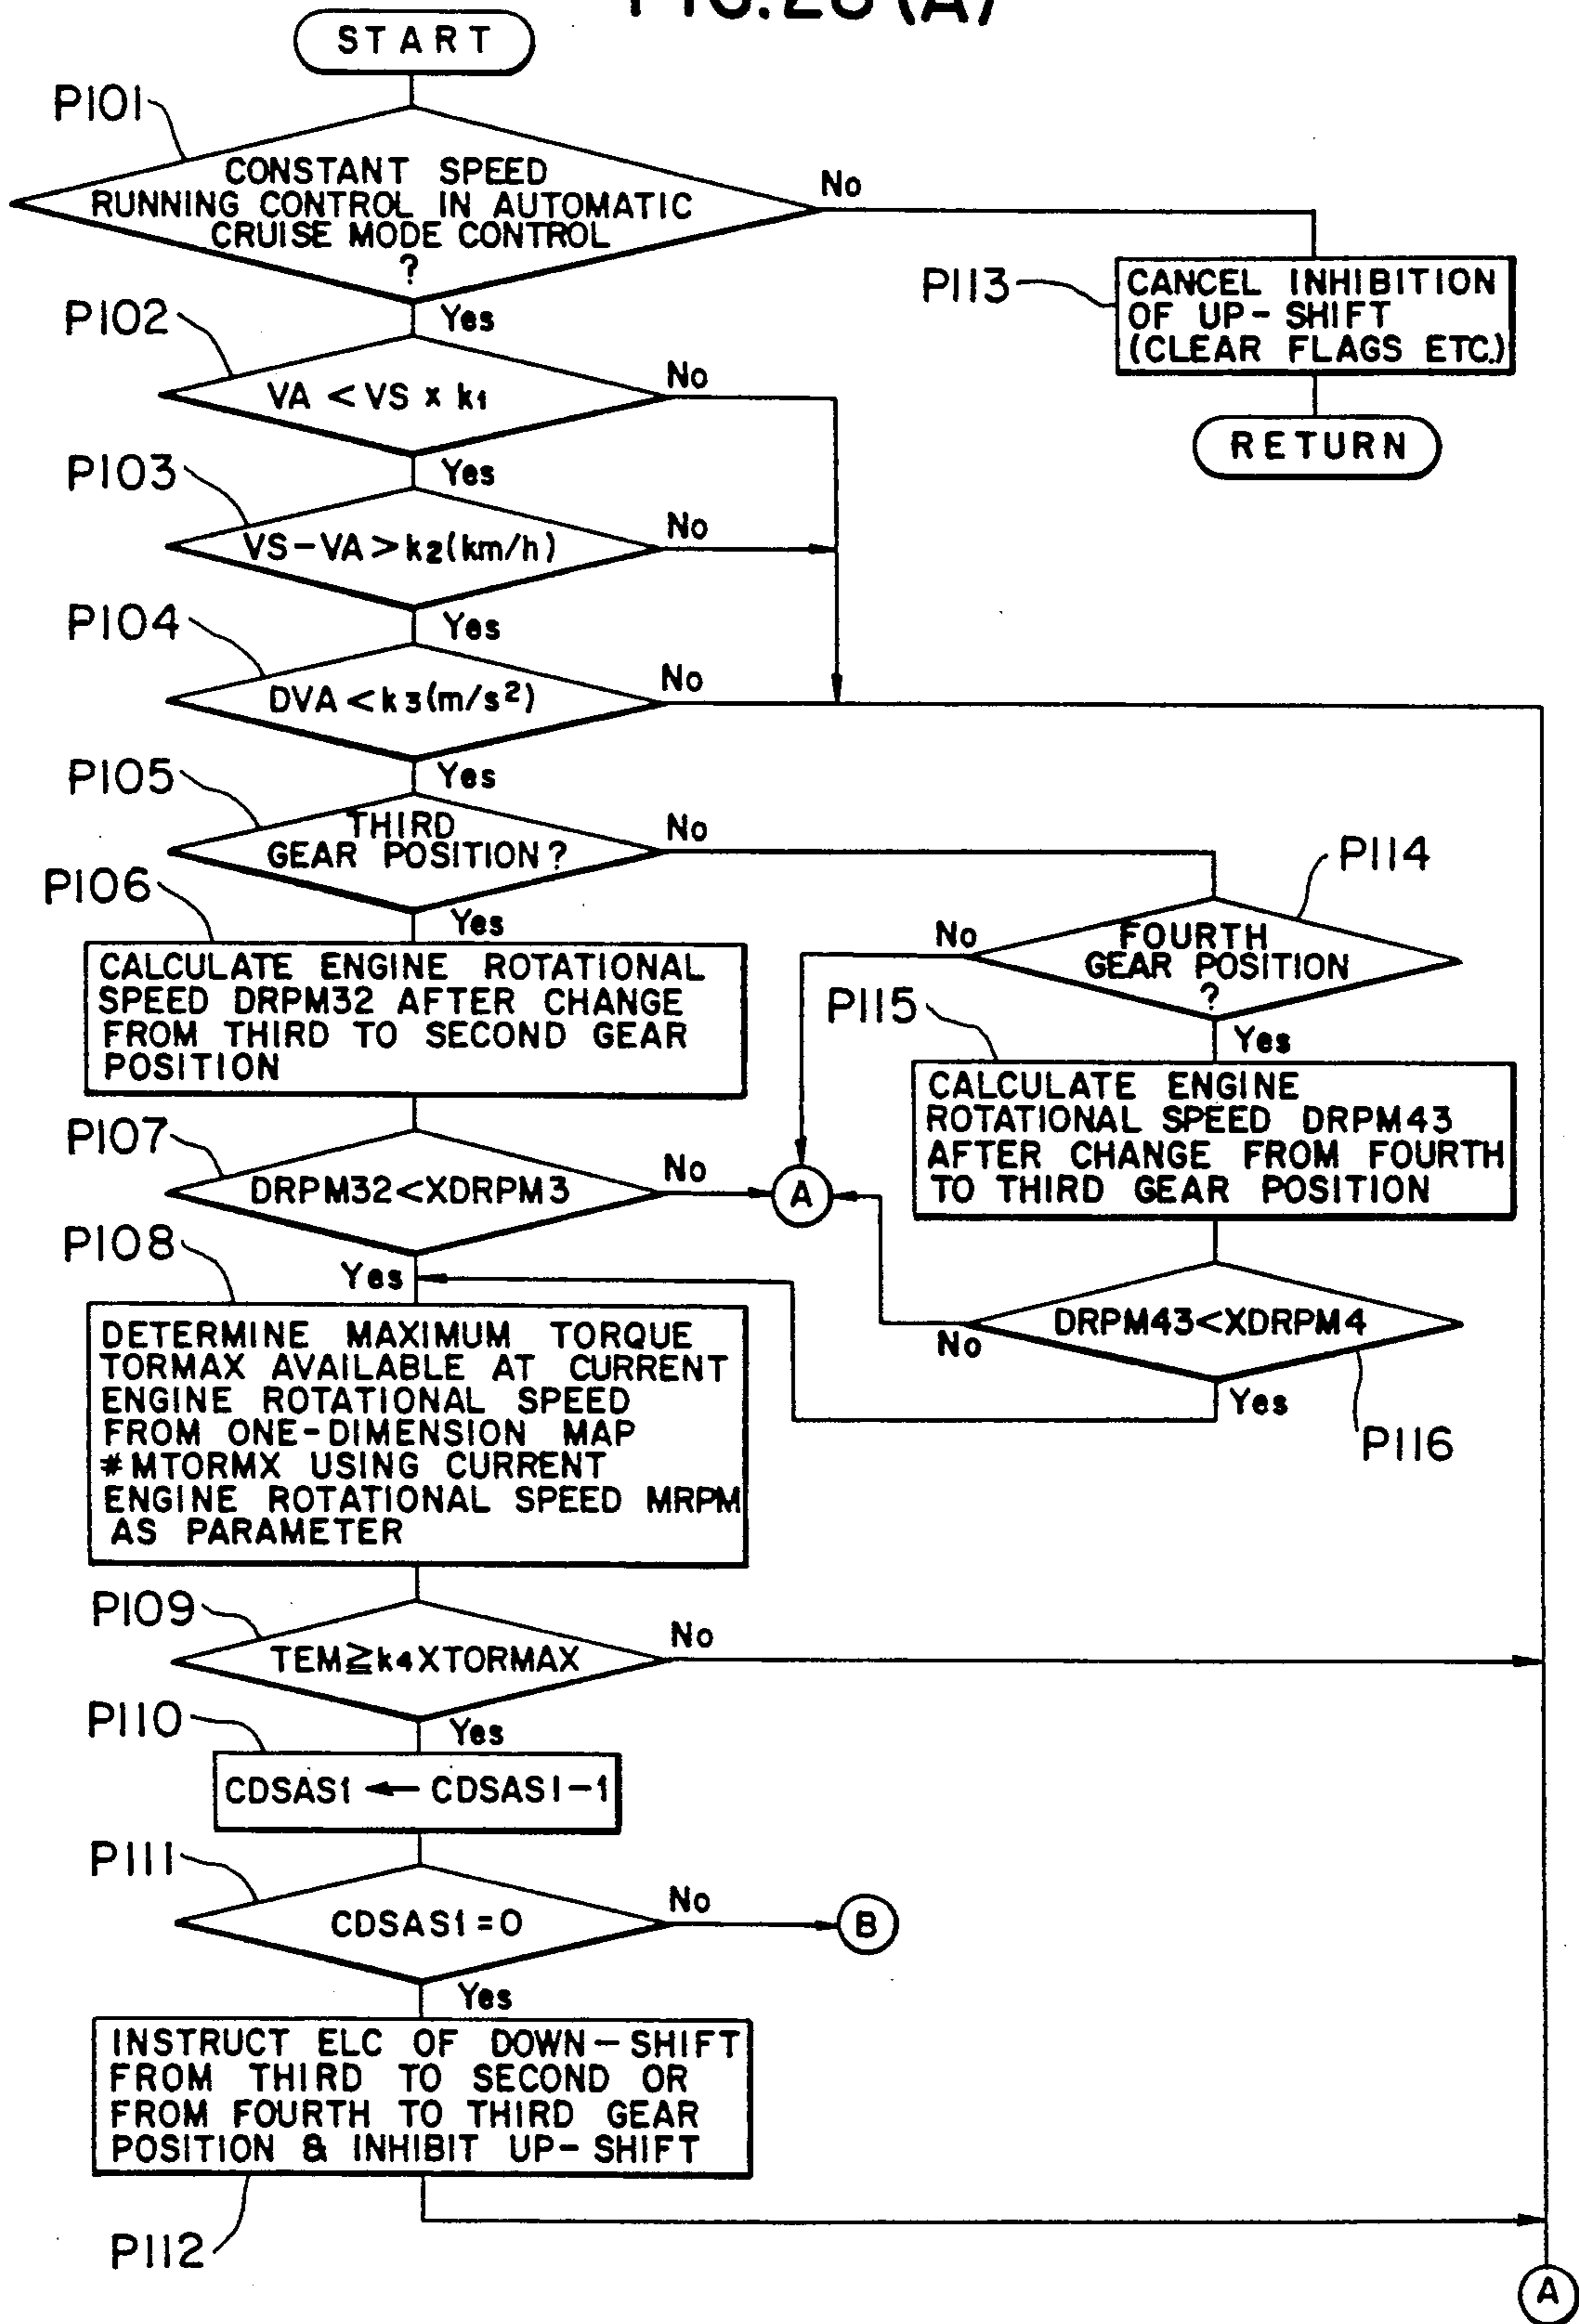 FIG.28(A)
START
P101
CONSTANT SPEED
RUNNING CONTROL IN AUTOMATIC
CRUISE MODE CONTROL
?
No
Yes
P113
CANCEL INHIBITION
OF UP-SHIFT
(CLEAR FLAGS ETC.)
RETURN
P102
VA < VS x k1
No
Yes
P103
VS-VA>k2(km/h)
No
Yes
P104
DVA<k3(m/s²)
No
Yes
P105
THIRD
GEAR POSITION?
No
Yes
P114
FOURTH
GEAR POSITION
?
No
Yes
P106
CALCULATE ENGINE ROTATIONAL
SPEED DRPM32 AFTER CHANGE
FROM THIRD TO SECOND GEAR
POSITION
P115
CALCULATE ENGINE
ROTATIONAL SPEED DRPM43
AFTER CHANGE FROM FOURTH
TO THIRD GEAR POSITION
P107
DRPM32<XDRPM3
No
A
Yes
DRPM43<XDRPM4
No
Yes
P116
P108
DETERMINE MAXIMUM TORQUE
TORMAX AVAILABLE AT CURRENT
ENGINE ROTATIONAL SPEED
FROM ONE-DIMENSION MAP
#MTORMX USING CURRENT
ENGINE ROTATIONAL SPEED MRPM
AS PARAMETER
P109
TEM≧k4XTORMAX
No
Yes
P110
CDSAS1 ← CDSAS1-1
P111
CDSAS1=0
No
B
Yes
INSTRUCT ELC OF DOWN-SHIFT
FROM THIRD TO SECOND OR
FROM FOURTH TO THIRD GEAR
POSITION & INHIBIT UP-SHIFT
P112
A